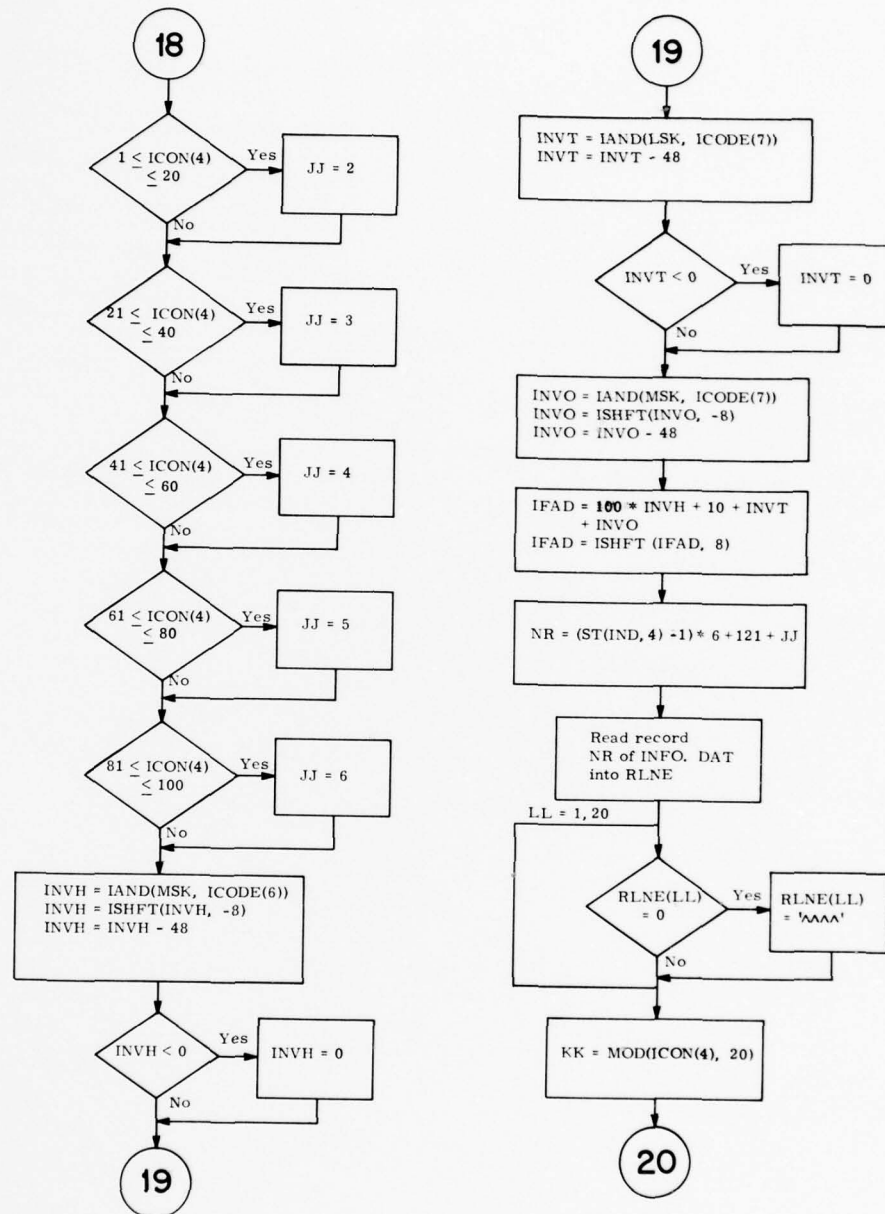 18
1 ≤ ICON(4)
≤ 20
Yes
JJ = 2
No
21 ≤ ICON(4)
≤ 40
Yes
JJ = 3
No
41 ≤ ICON(4)
≤ 60
Yes
JJ = 4
No
61 ≤ ICON(4)
≤ 80
Yes
JJ = 5
No
81 ≤ ICON(4)
≤ 100
Yes
JJ = 6
No
INVH = IAND(MSK, ICODE(6))
INVH = ISHFT(INVH, -8)
INVH = INVH - 48
INVH < 0
Yes
INVH = 0
No
19
19
INVT = IAND(LSK, ICODE(7))
INVT = INVT - 48
INVT < 0
Yes
INVT = 0
No
INVO = IAND(MSK, ICODE(7))
INVO = ISHFT(INVO, -8)
INVO = INVO - 48
IFAD = 100 * INVH + 10 + INVT
+ INVO
IFAD = ISHFT (IFAD, 8)
NR = (ST(IND, 4) -1) * 6 + 121 + JJ
Read record
NR of INFO. DAT
into RLNE
LL = 1, 20
RLNE(LL)
= 0
Yes
RLNE(LL)
= '^^^^'
No
KK = MOD(ICON(4), 20)
20